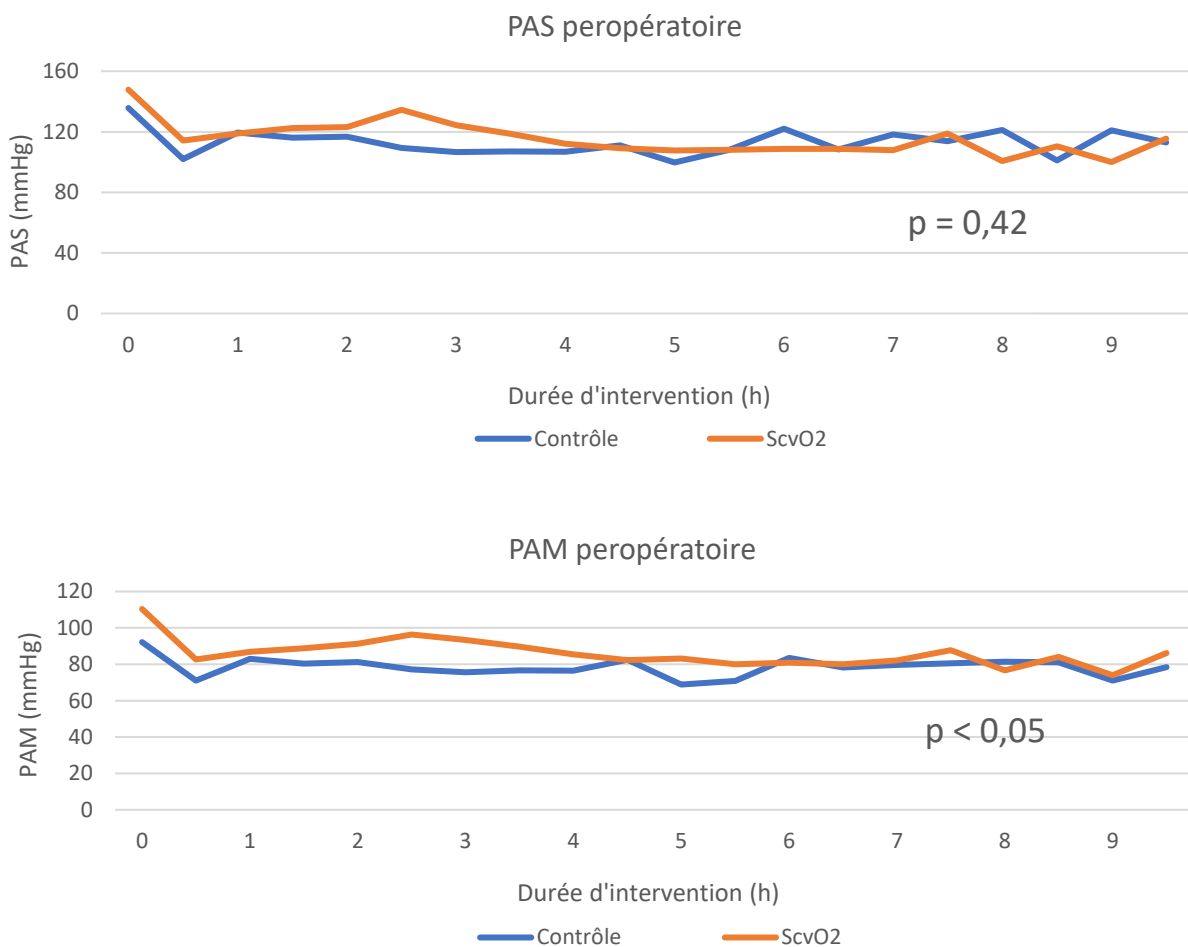 PAS peropératoire
160
120
80
40
0
PAS (mmHg)
p = 0,42
0 1 2 3 4 5 6 7 8 9
Durée d'intervention (h)
Contrôle ScvO2
PAM peropératoire
120
100
80
60
40
20
0
PAM (mmHg)
p < 0,05
0 1 2 3 4 5 6 7 8 9
Durée d'intervention (h)
Contrôle ScvO2